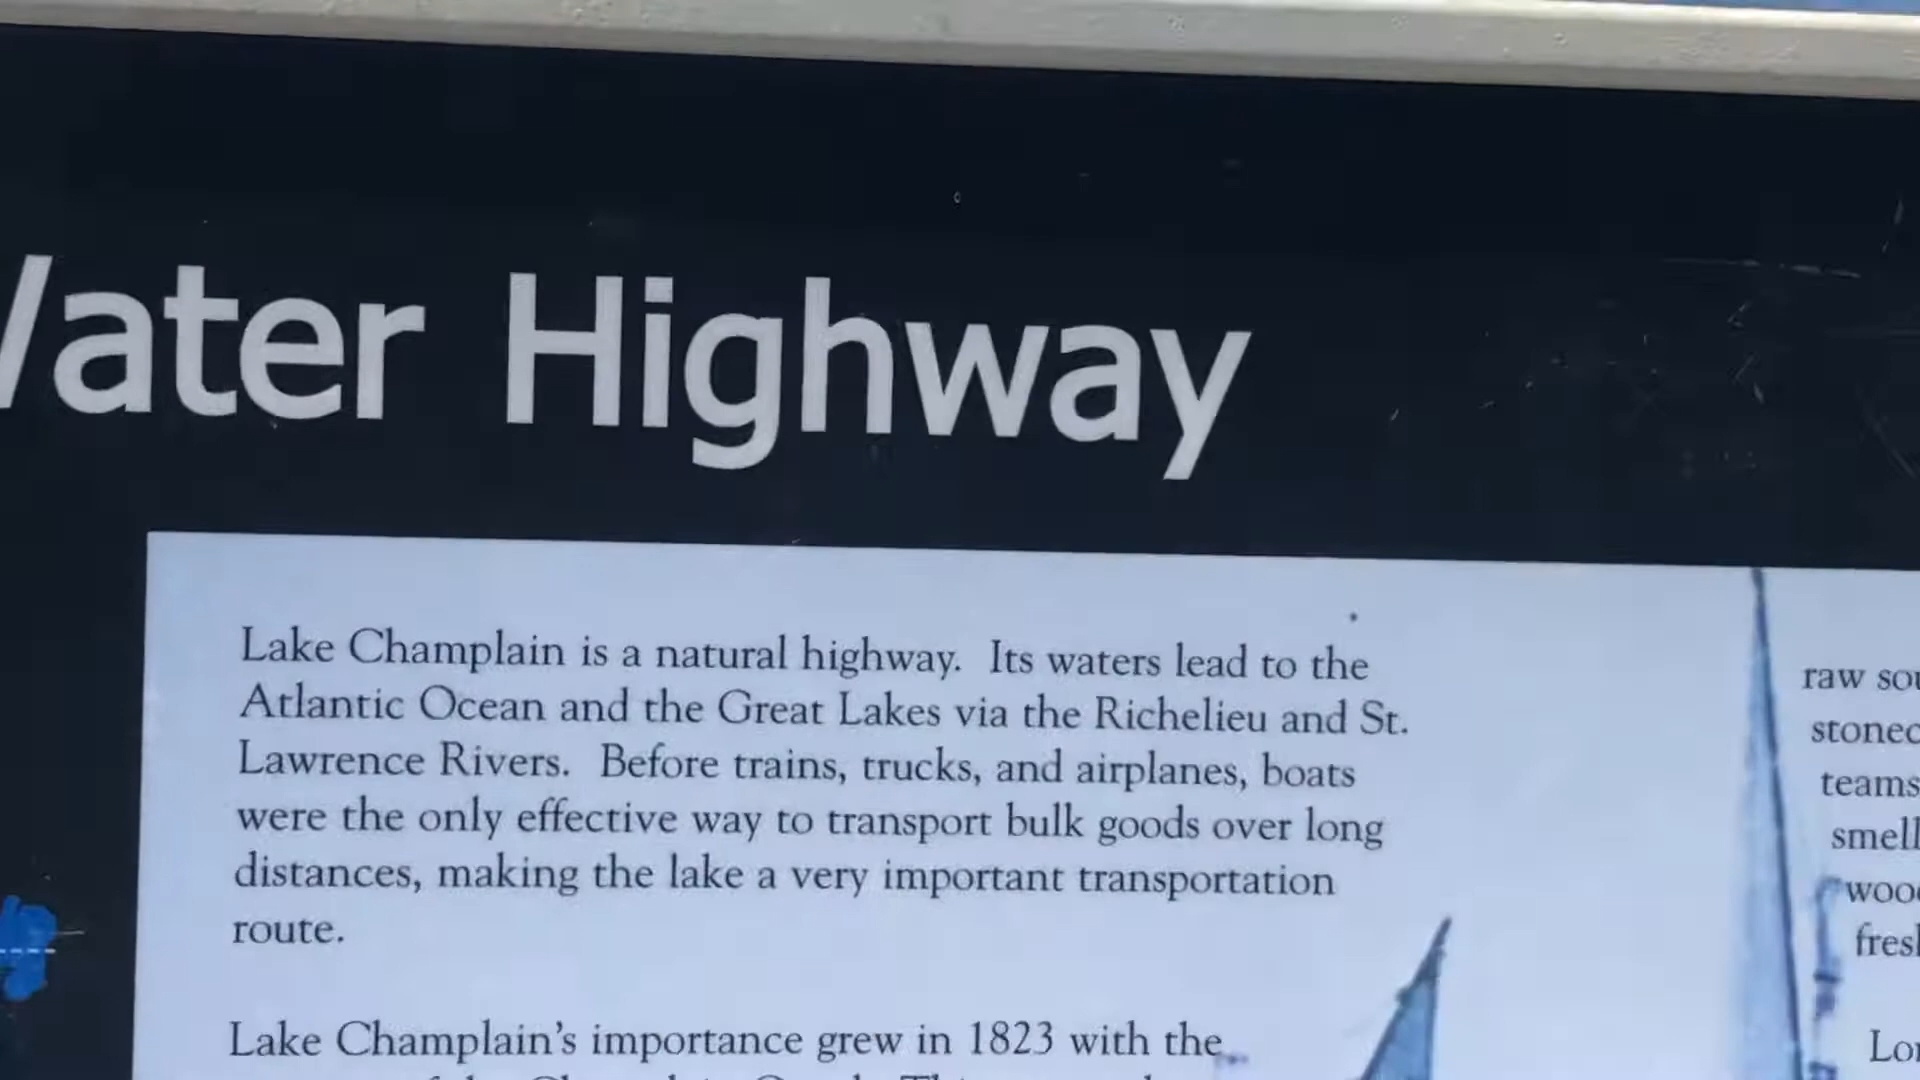 Water Highway
Lake Champlain is a natural highway. Its waters lead to the
Atlantic Ocean and the Great Lakes via the Richelieu and St.
Lawrence Rivers. Before trains, trucks, and airplanes, boats
were the only effective way to transport bulk goods over long
distances, making the lake a very important transportation
route.
Lake Champlain's importance grew in 1823 with the
raw
teams